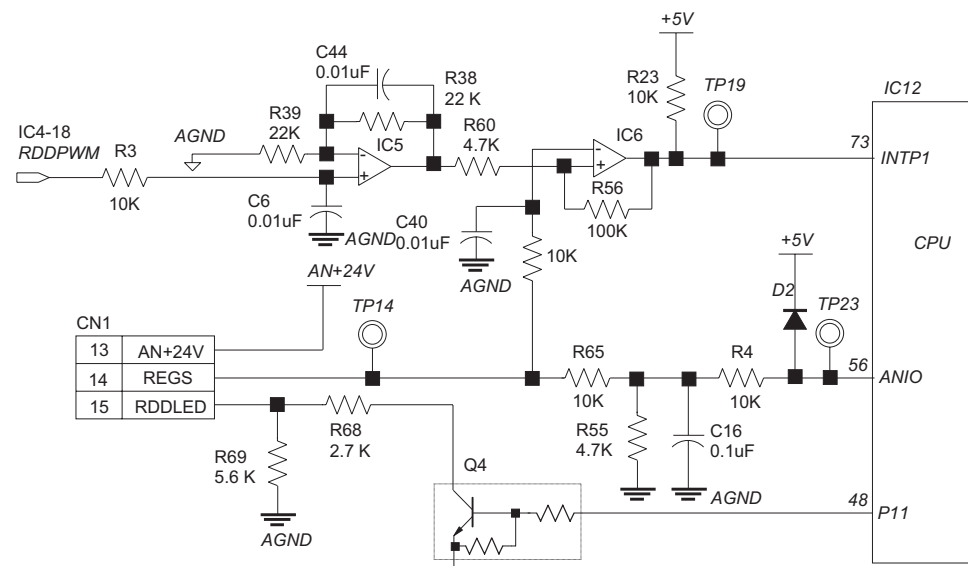 +5V
C44
0.01uF
R38
22 K
R23
10K
TP19
IC12
R39
22K
R60
4.7K
IC4-18
RDDPWM
R3
10K
AGND
-
+
IC5
-
+
IC6
73
INTP1
C6
0.01uF
AGND
C40
0.01uF
AGND
R56
100K
10K
CPU
AN+24V
TP14
+5V
D2
TP23
CN1
13 AN+24V
14 REGS
15 RDDLED
R65
10K
R4
10K
56
ANIO
R68
2.7 K
R69
5.6 K
AGND
R55
4.7K
C16
0.1uF
AGND
Q4
48
P11